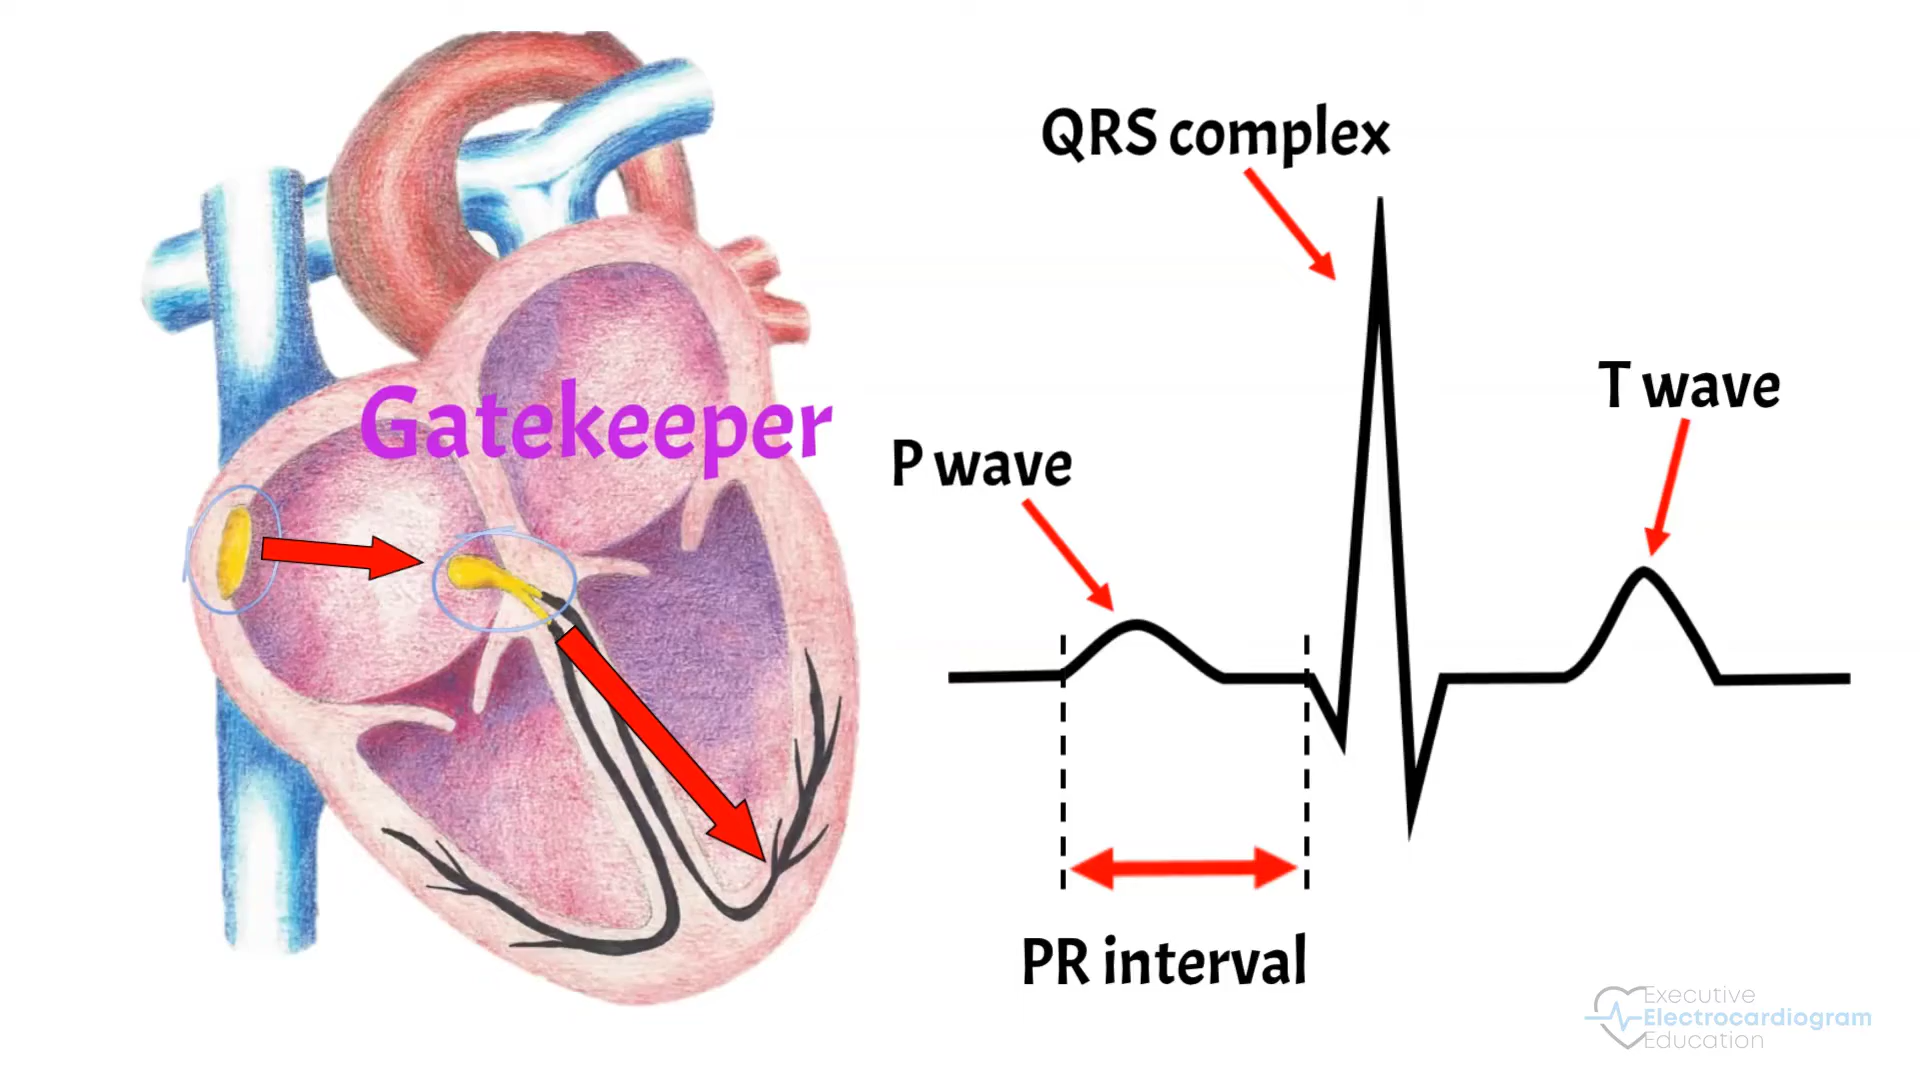 QRS complex
T wave
Gatekeeper
P wave
PR interval
Executive
Electrocardiogram
Education